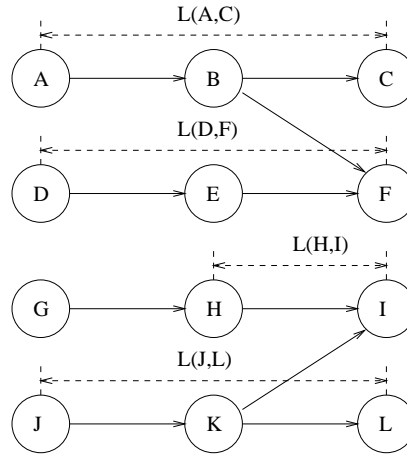 L(A,C)
A B C
L(D,F)
D E F
L(H,I)
G H I
L(J,L)
J K L